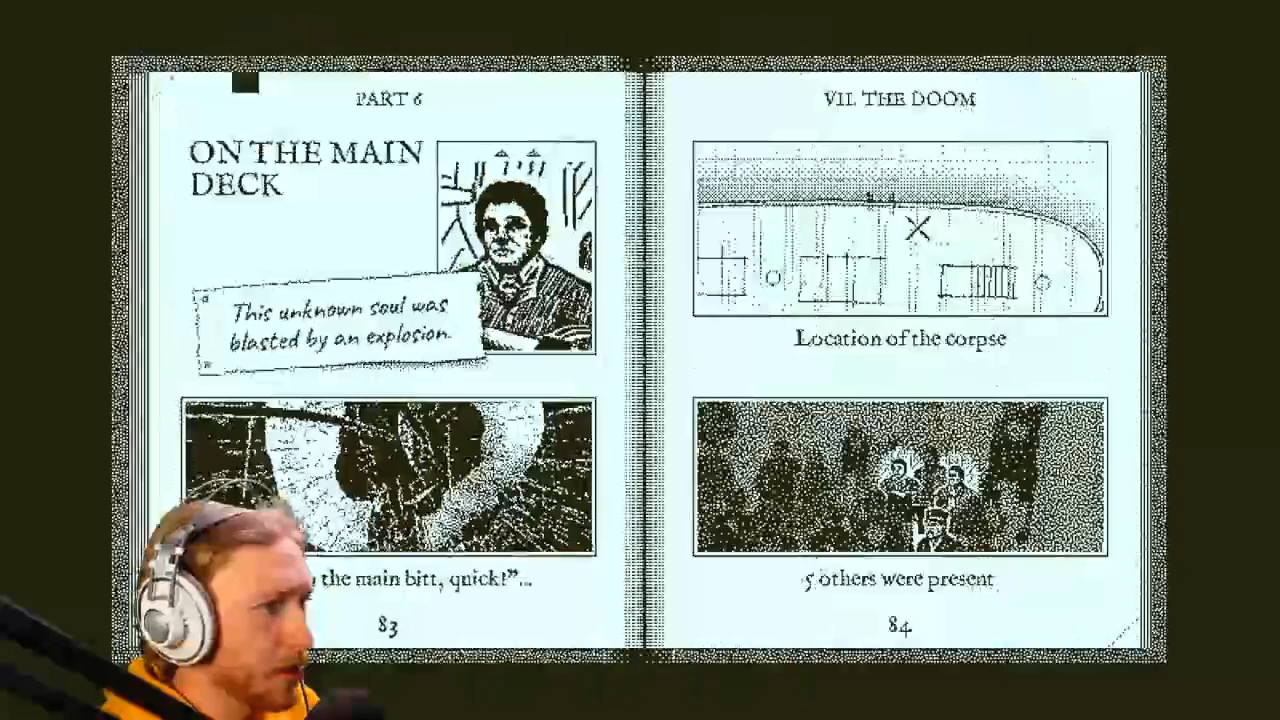 PART 6
ON THE MAIN
DECK
This unknown soul was
blasted by an explosion.
the main bitt, quick!”...
83
VII. THE DOOM
Location of the corpse
5 others were present
84